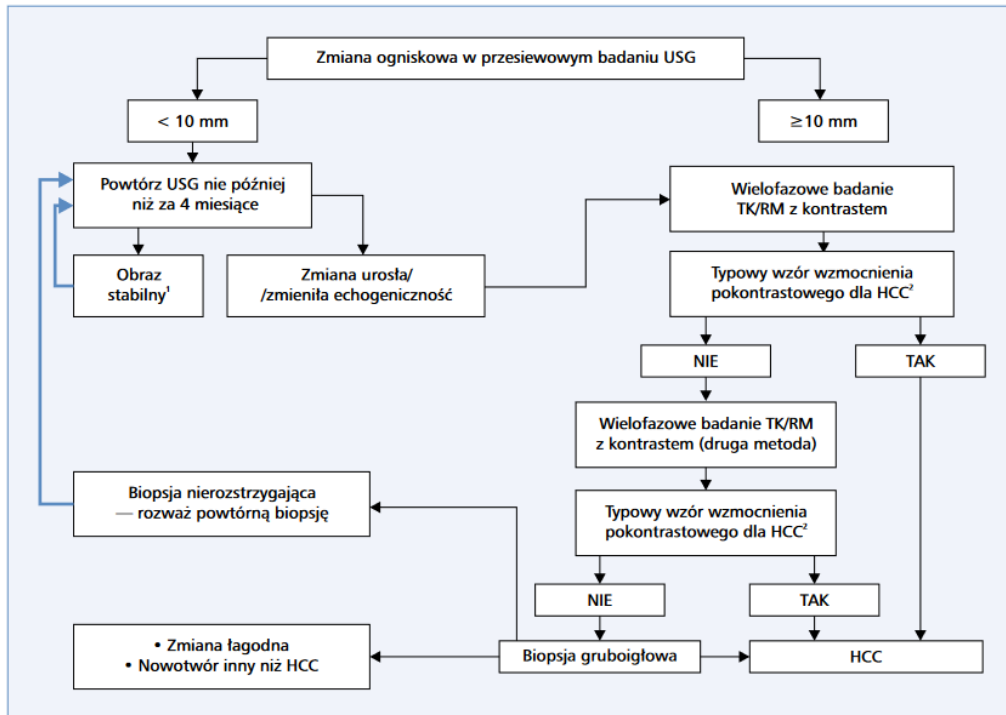 Zmiana ogniskowa w przesiewowym badaniu USG
< 10 mm
≥10 mm
Powtórz USG nie później
niż za 4 miesiące
Wielofazowe badanie
TK/RM z kontrastem
Obraz
stabilny¹
Zmiana urosła/
/zmieniła echogeniczność
Typowy wzór wzmocnienia
pokontrastowego dla HCC²
NIE
TAK
Wielofazowe badanie TK/RM
z kontrastem (druga metoda)
Biopsja nierozstrzygająca
— rozważ powtórną biopsję
Typowy wzór wzmocnienia
pokontrastowego dla HCC²
NIE
TAK
• Zmiana łagodna
• Nowotwór inny niż HCC
Biopsja gruboigłowa
HCC